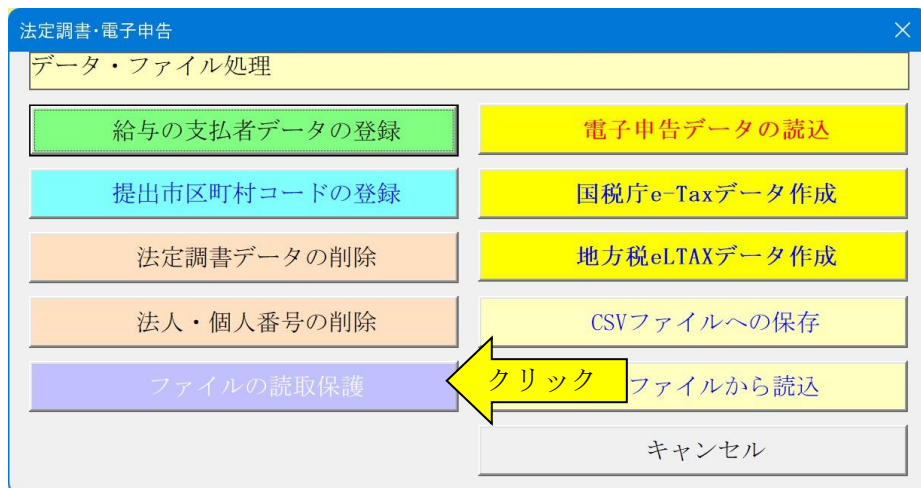 法定調書・電子申告
データ・ファイル処理
給与の支払者データの登録
電子申告データの読込
提出市区町村コードの登録
国税庁e-Taxデータ作成
法定調書データの削除
地方税eLTAXデータ作成
法人・個人番号の削除
CSVファイルへの保存
ファイルの読取保護
クリック
ファイルから読込
キャンセル